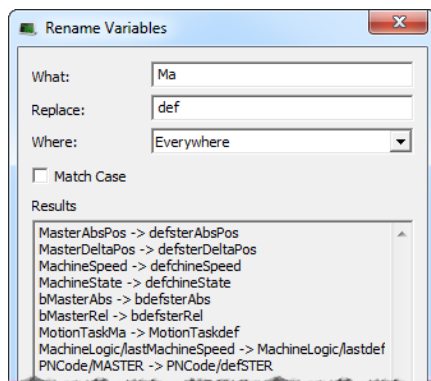 Rename Variables
What: Ma
Replace: def
Where: Everywhere
Match Case
Results
MasterAbsPos -> defsterAbsPos
MasterDeltaPos -> defsterDeltaPos
MachineSpeed -> defchineSpeed
MachineState -> defchineState
bMasterAbs -> bdefsterAbs
bMasterRel -> bdefsterRel
MotionTaskMa -> MotionTaskdef
MachineLogic/lastMachineSpeed -> MachineLogic/lastdef
PNCode/MASTER -> PNCode/defSTER